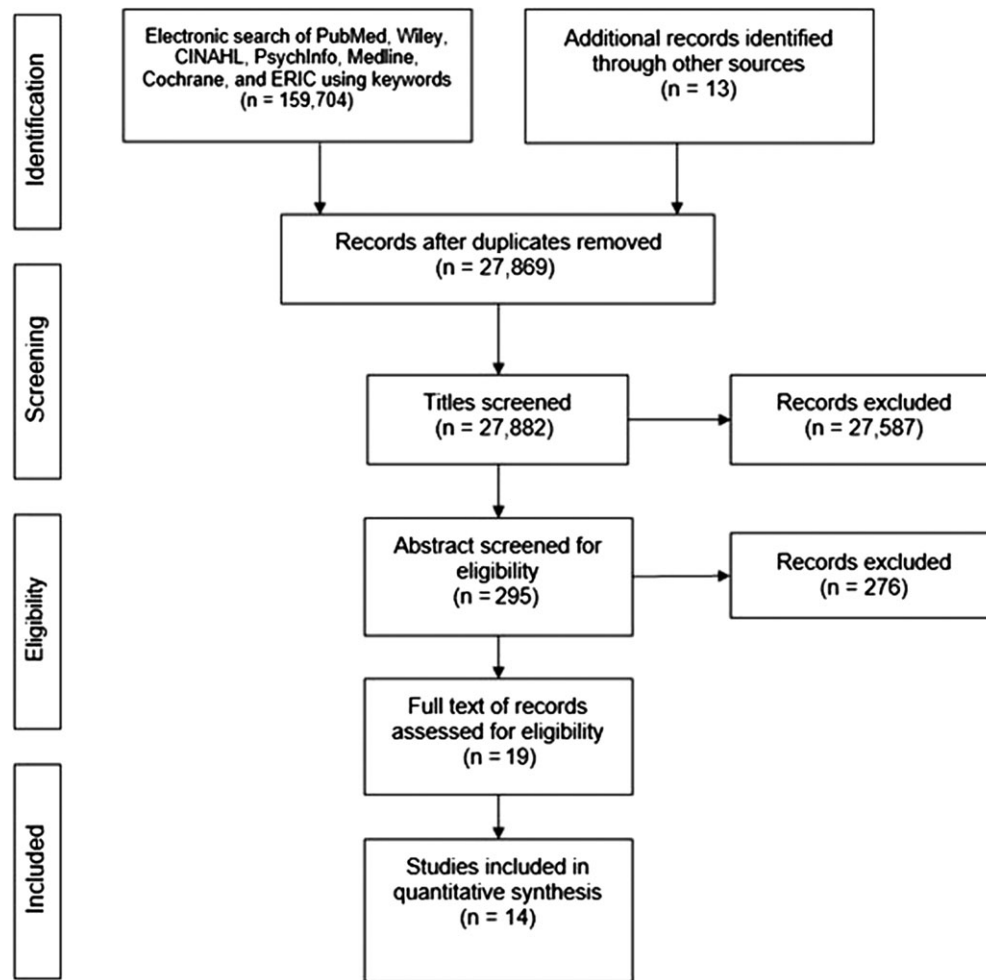 Identification
Electronic search of PubMed, Wiley,
CINAHL, PsychInfo, Medline,
Cochrane, and ERIC using keywords
(n = 159,704)
Additional records identified
through other sources
(n = 13)
Records after duplicates removed
(n = 27,869)
Screening
Titles screened
(n = 27,882)
Records excluded
(n = 27,587)
Eligibility
Abstract screened for
eligibility
(n = 295)
Records excluded
(n = 276)
Full text of records
assessed for eligibility
(n = 19)
Included
Studies included in
quantitative synthesis
(n = 14)